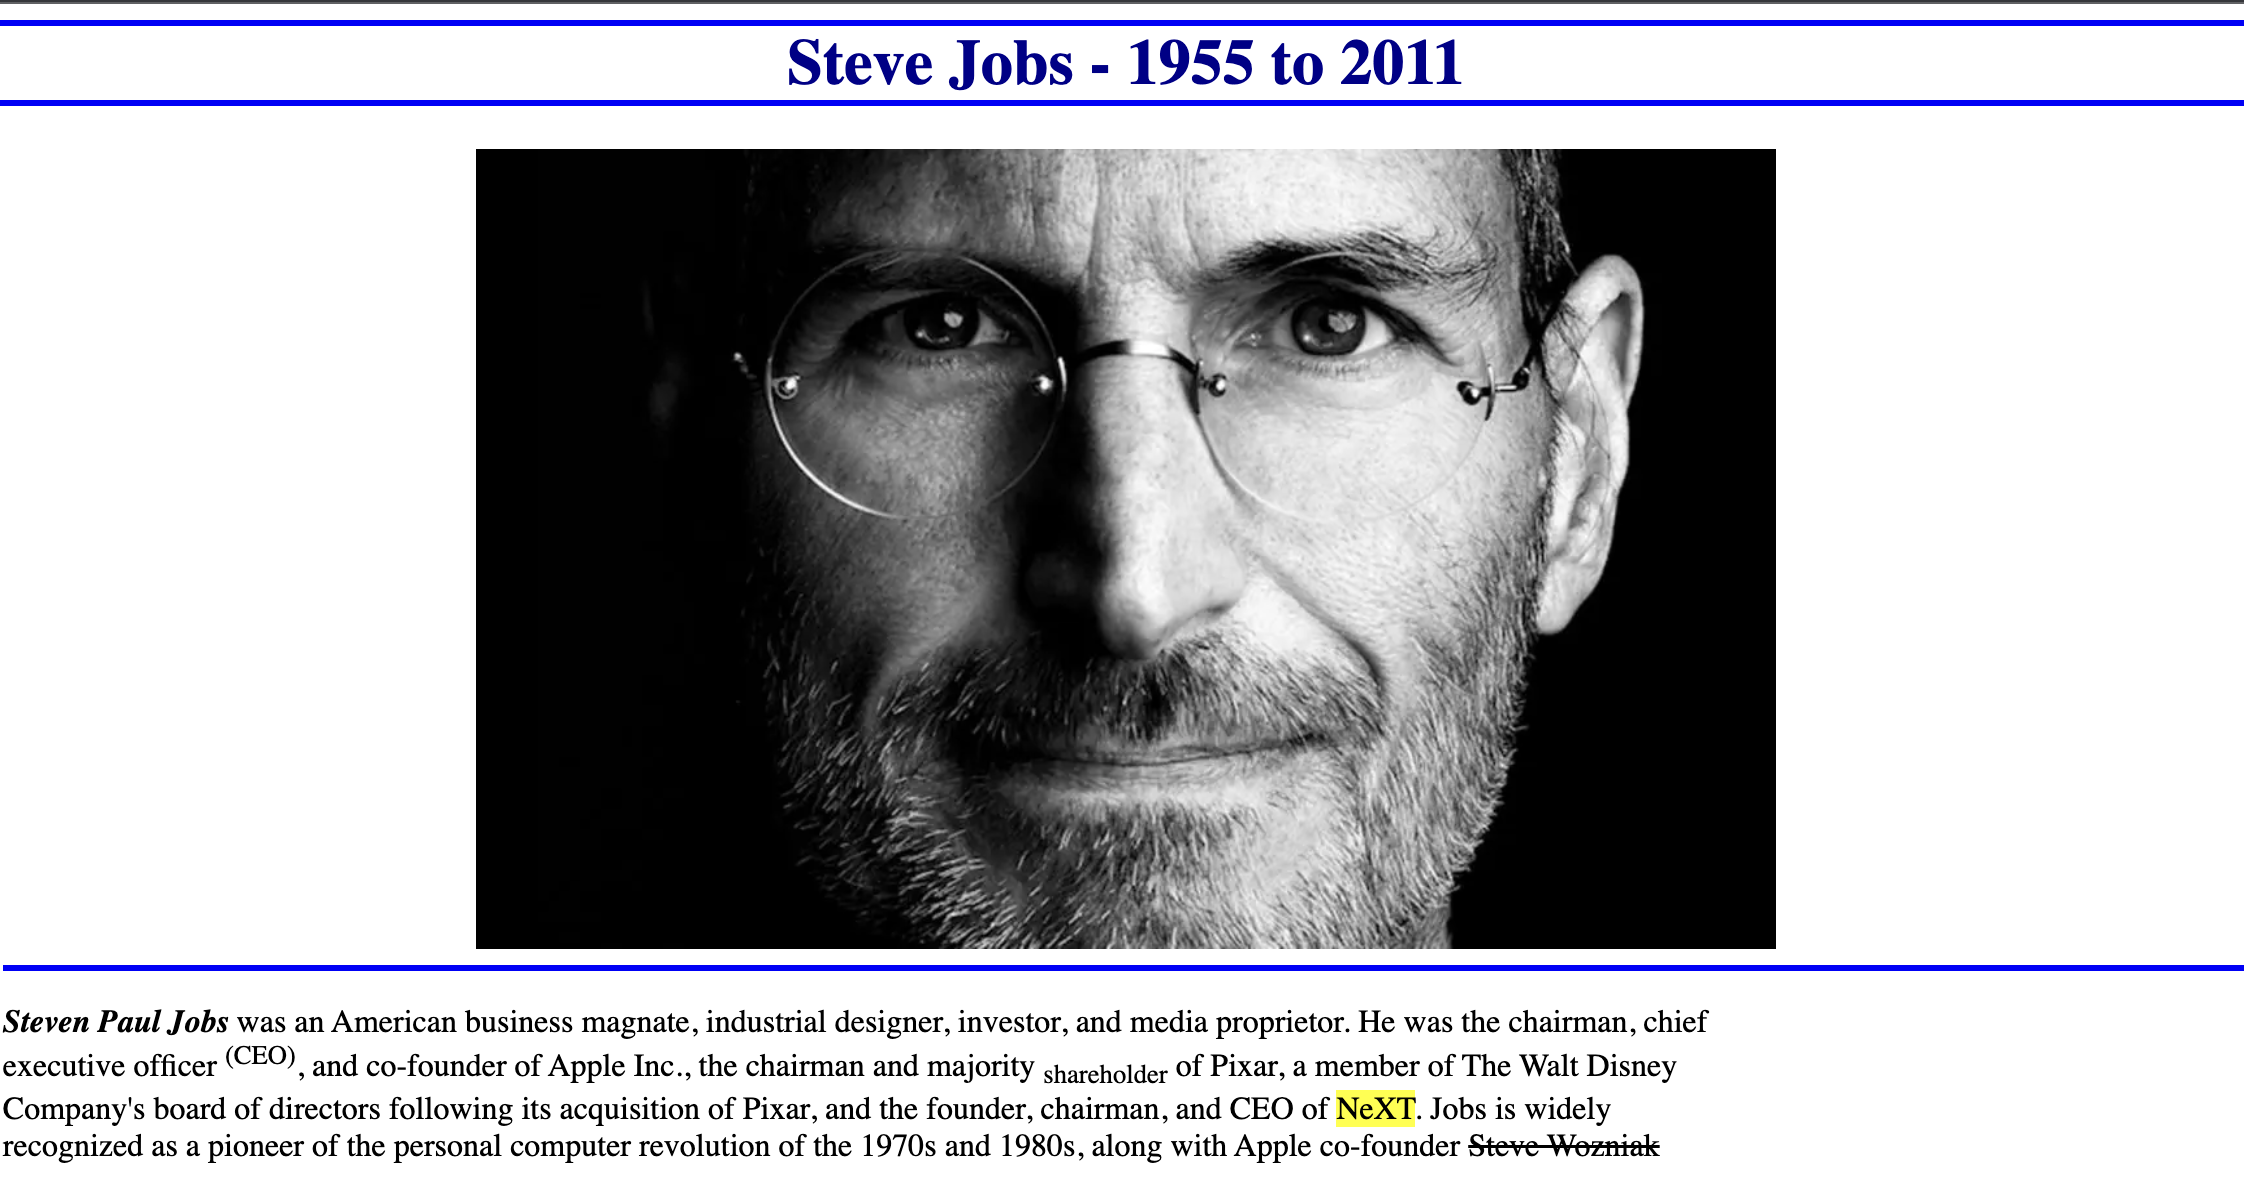 Steve Jobs - 1955 to 2011
Steven Paul Jobs was an American business magnate, industrial designer, investor, and media proprietor. He was the chairman, chief
executive officer (CEO), and co-founder of Apple Inc., the chairman and majority shareholder of Pixar, a member of The Walt Disney
Company's board of directors following its acquisition of Pixar, and the founder, chairman, and CEO of NeXT. Jobs is widely
recognized as a pioneer of the personal computer revolution of the 1970s and 1980s, along with Apple co-founder Steve Wozniak